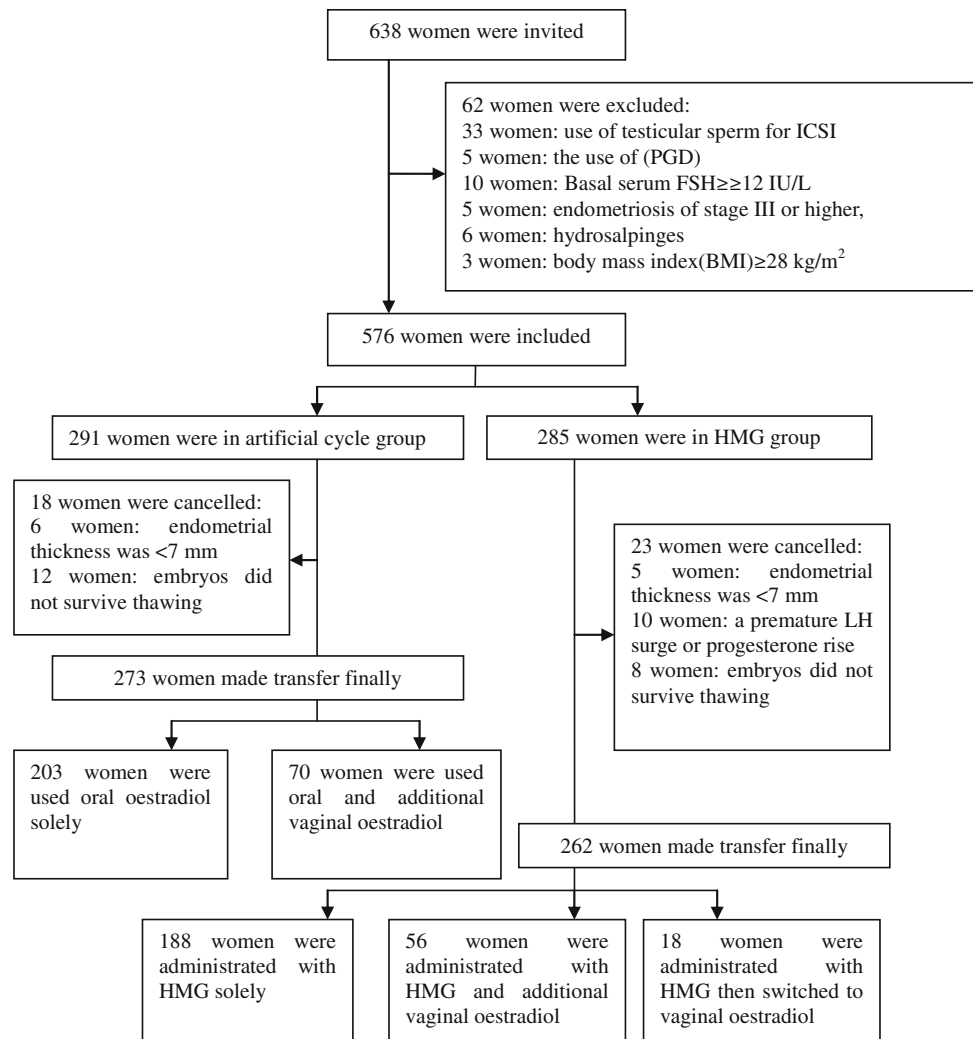 638 women were invited
62 women were excluded:
33 women: use of testicular sperm for ICSI
5 women: the use of (PGD)
10 women: Basal serum FSH≥≥12 IU/L
5 women: endometriosis of stage III or higher,
6 women: hydrosalpinges
3 women: body mass index(BMI)≥28 kg/m²
576 women were included
291 women were in artificial cycle group
285 women were in HMG group
18 women were cancelled:
6 women: endometrial
thickness was <7 mm
12 women: embryos did
not survive thawing
23 women were cancelled:
5 women: endometrial
thickness was <7 mm
10 women: a premature LH
surge or progesterone rise
8 women: embryos did not
survive thawing
273 women made transfer finally
203 women were
used oral oestradiol
solely
70 women were used
oral and additional
vaginal oestradiol
262 women made transfer finally
188 women were
administrated with
HMG solely
56 women were
administrated with
HMG and additional
vaginal oestradiol
18 women were
administrated with
HMG then switched to
vaginal oestradiol